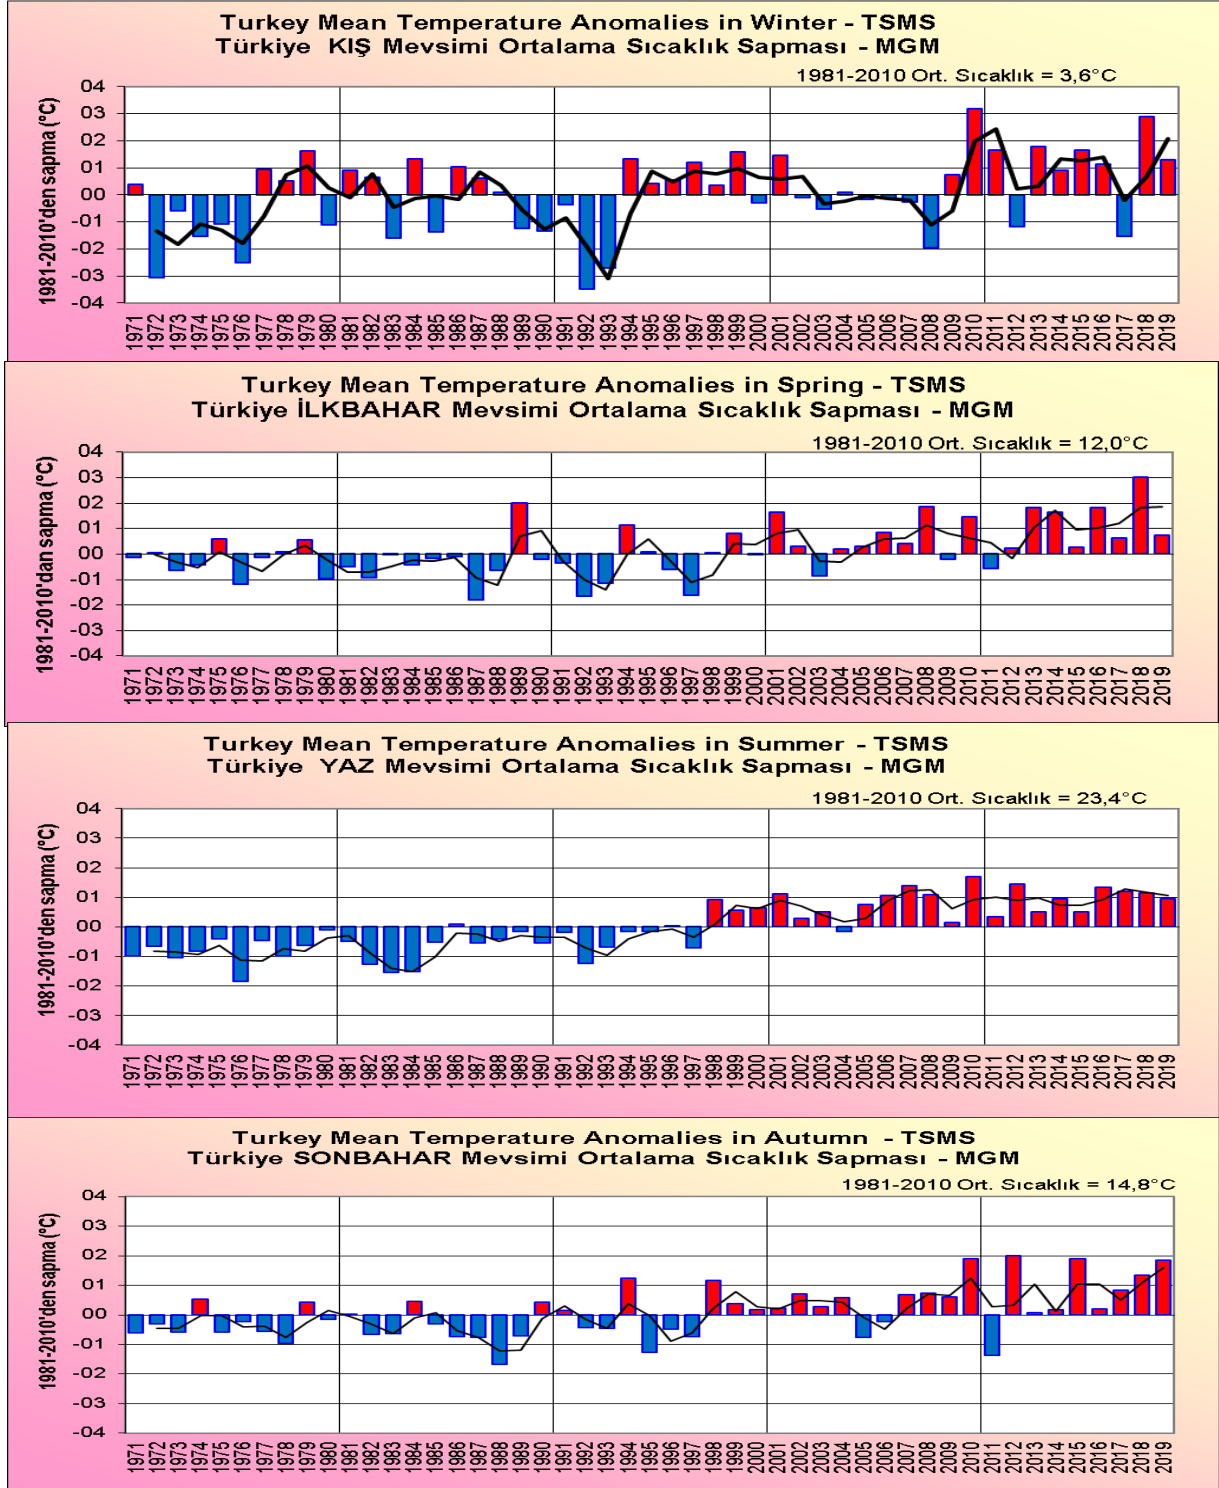 Turkey Mean Temperature Anomalies in Winter - TSMS
Türkiye KIŞ Mevsimi Ortalama Sıcaklık Sapması - MGM
1981-2010 Ort. Sıcaklık = 3,6°C
1981-2010'den sapma (ºC)
04
03
02
01
00
-01
-02
-03
-04
1971 1972 1973 1974 1975 1976 1977 1978 1979 1980 1981 1982 1983 1984 1985 1986 1987 1988 1989 1990 1991 1992 1993 1994 1995 1996 1997 1998 1999 2000 2001 2002 2003 2004 2005 2006 2007 2008 2009 2010 2011 2012 2013 2014 2015 2016 2017 2018 2019
Turkey Mean Temperature Anomalies in Spring - TSMS
Türkiye İLKBAHAR Mevsimi Ortalama Sıcaklık Sapması - MGM
1981-2010 Ort. Sıcaklık = 12,0°C
1981-2010'dan sapma (ºC)
04
03
02
01
00
-01
-02
-03
-04
1971 1972 1973 1974 1975 1976 1977 1978 1979 1980 1981 1982 1983 1984 1985 1986 1987 1988 1989 1990 1991 1992 1993 1994 1995 1996 1997 1998 1999 2000 2001 2002 2003 2004 2005 2006 2007 2008 2009 2010 2011 2012 2013 2014 2015 2016 2017 2018 2019
Turkey Mean Temperature Anomalies in Summer - TSMS
Türkiye YAZ Mevsimi Ortalama Sıcaklık Sapması - MGM
1981-2010 Ort. Sıcaklık = 23,4°C
1981-2010'den sapma (ºC)
04
03
02
01
00
-01
-02
-03
-04
1971 1972 1973 1974 1975 1976 1977 1978 1979 1980 1981 1982 1983 1984 1985 1986 1987 1988 1989 1990 1991 1992 1993 1994 1995 1996 1997 1998 1999 2000 2001 2002 2003 2004 2005 2006 2007 2008 2009 2010 2011 2012 2013 2014 2015 2016 2017 2018 2019
Turkey Mean Temperature Anomalies in Autumn - TSMS
Türkiye SONBAHAR Mevsimi Ortalama Sıcaklık Sapması - MGM
1981-2010 Ort. Sıcaklık = 14,8°C
1981-2010'den sapma (ºC)
04
03
02
01
00
-01
-02
-03
-04
1971 1972 1973 1974 1975 1976 1977 1978 1979 1980 1981 1982 1983 1984 1985 1986 1987 1988 1989 1990 1991 1992 1993 1994 1995 1996 1997 1998 1999 2000 2001 2002 2003 2004 2005 2006 2007 2008 2009 2010 2011 2012 2013 2014 2015 2016 2017 2018 2019